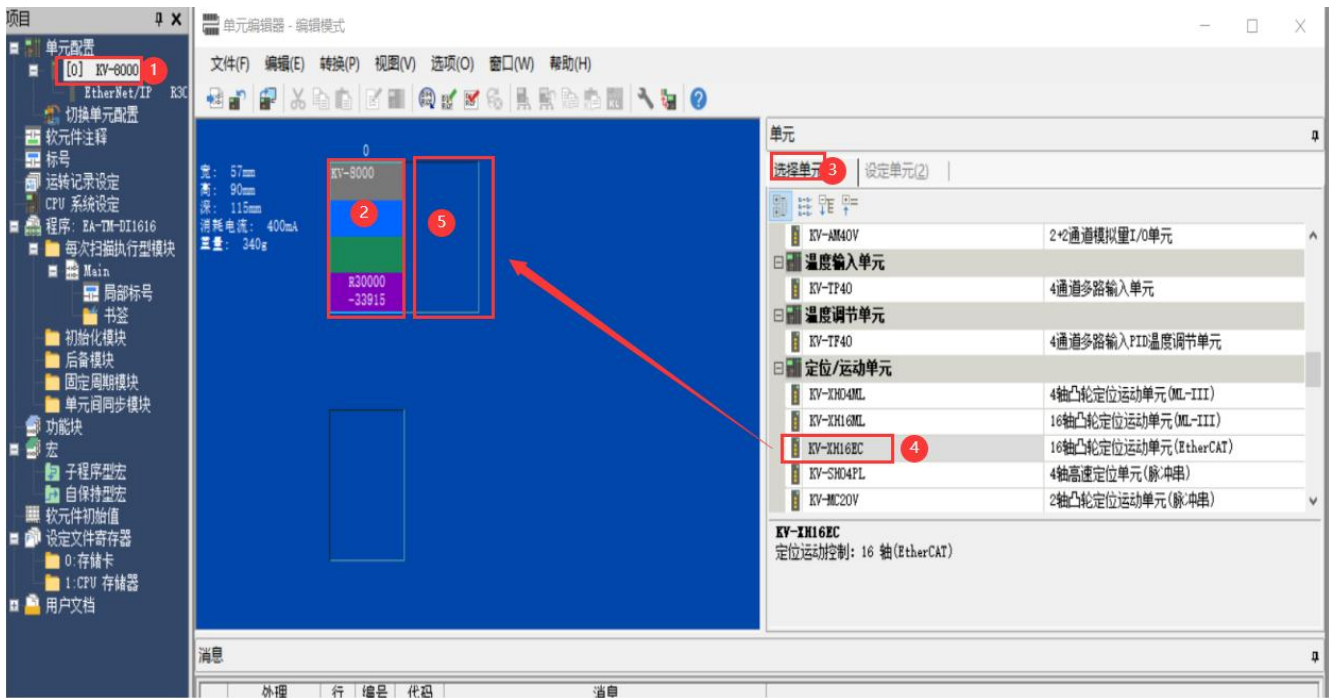 项目
单元配置
[0] KV-8000
1
EtherNet/IP R30
切换单元配置
软元件注释
标号
运转记录设定
CPU 系统设定
程序: EA-TM-DI1616
每次扫描执行型模块
Main
局部标号
书签
初始化模块
后备模块
固定周期模块
单元间同步模块
功能块
宏
子程序型宏
自保持型宏
软元件初始值
设定文件寄存器
0:存储卡
1:CPU 存储器
用户文档
单元编辑器 - 编辑模式
文件(F) 编辑(E) 转换(P) 视图(V) 选项(O) 窗口(W) 帮助(H)
宽: 57mm
高: 90mm
深: 115mm
消耗电流: 400mA
重量: 340g
0
KV-8000
2
5
R30000
-33915
单元
选择单元 3 设定单元(2)
KV-AM40V 2+2通道模拟量I/O单元
温度输入单元
KV-TP40 4通道多路输入单元
温度调节单元
KV-TF40 4通道多路输入PID温度调节单元
定位/运动单元
KV-XH04ML 4轴凸轮定位运动单元(ML-III)
KV-XH16ML 16轴凸轮定位运动单元(ML-III)
KV-XH16EC 4 16轴凸轮定位运动单元(EtherCAT)
KV-SH04PL 4轴高速定位单元(脉冲串)
KV-MC20V 2轴凸轮定位运动单元(脉冲串)
KV-XH16EC
定位运动控制: 16 轴(EtherCAT)
消息
处理 行 编号 代码 消息